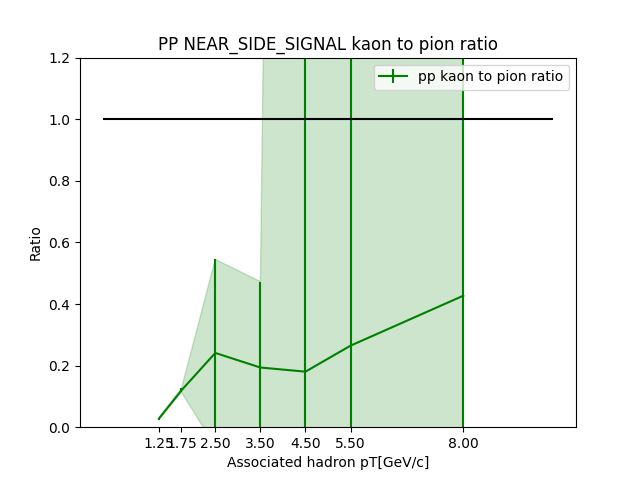 PP NEAR_SIDE_SIGNAL kaon to pion ratio
1.2
pp kaon to pion ratio
1.0
0.8
Ratio
0.6
0.4
0.2
0.0
1.25 1.75 2.50 3.50 4.50 5.50 8.00
Associated hadron pT[GeV/c]